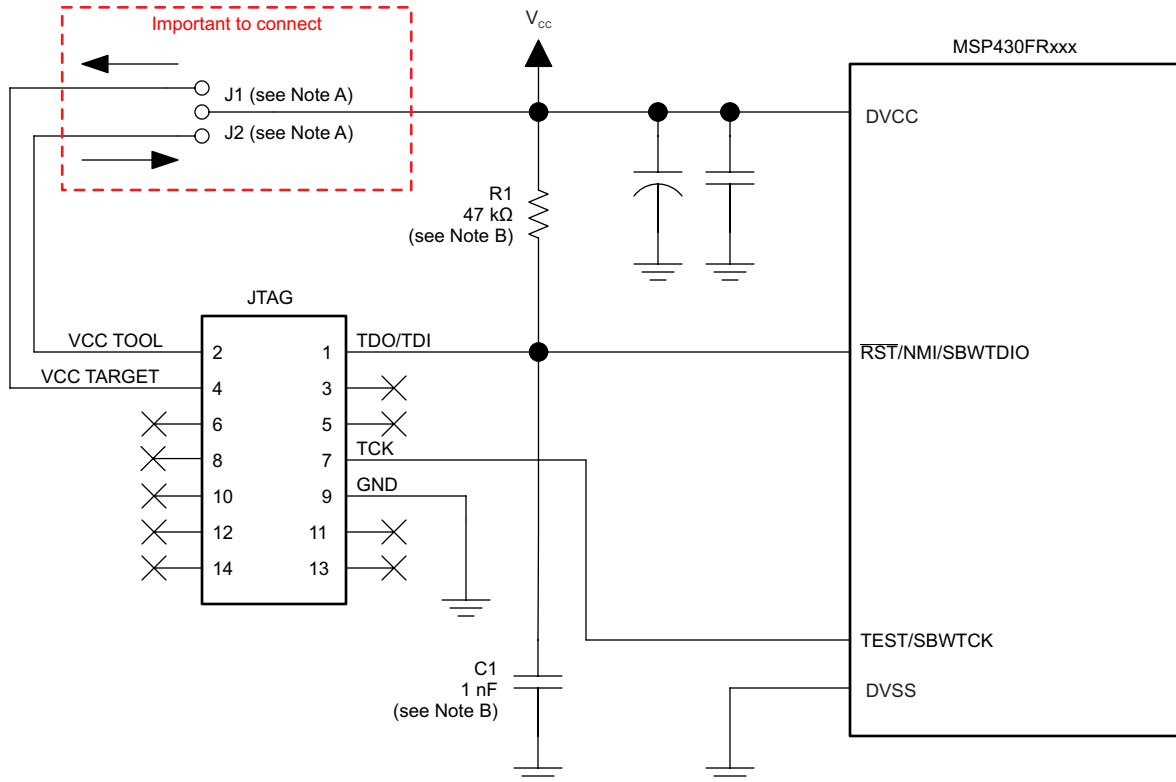 Important to connect
V_CC
MSP430FRxxx
J1 (see Note A)
J2 (see Note A)
DVCC
R1
47 kΩ
(see Note B)
JTAG
VCC TOOL
2
1
TDO/TDI
R̅S̅T̅/NMI/SBWTDIO
VCC TARGET
4
3
6
5
8
7
TCK
10
9
GND
12
11
14
13
TEST/SBWTCK
C1
1 nF
(see Note B)
DVSS